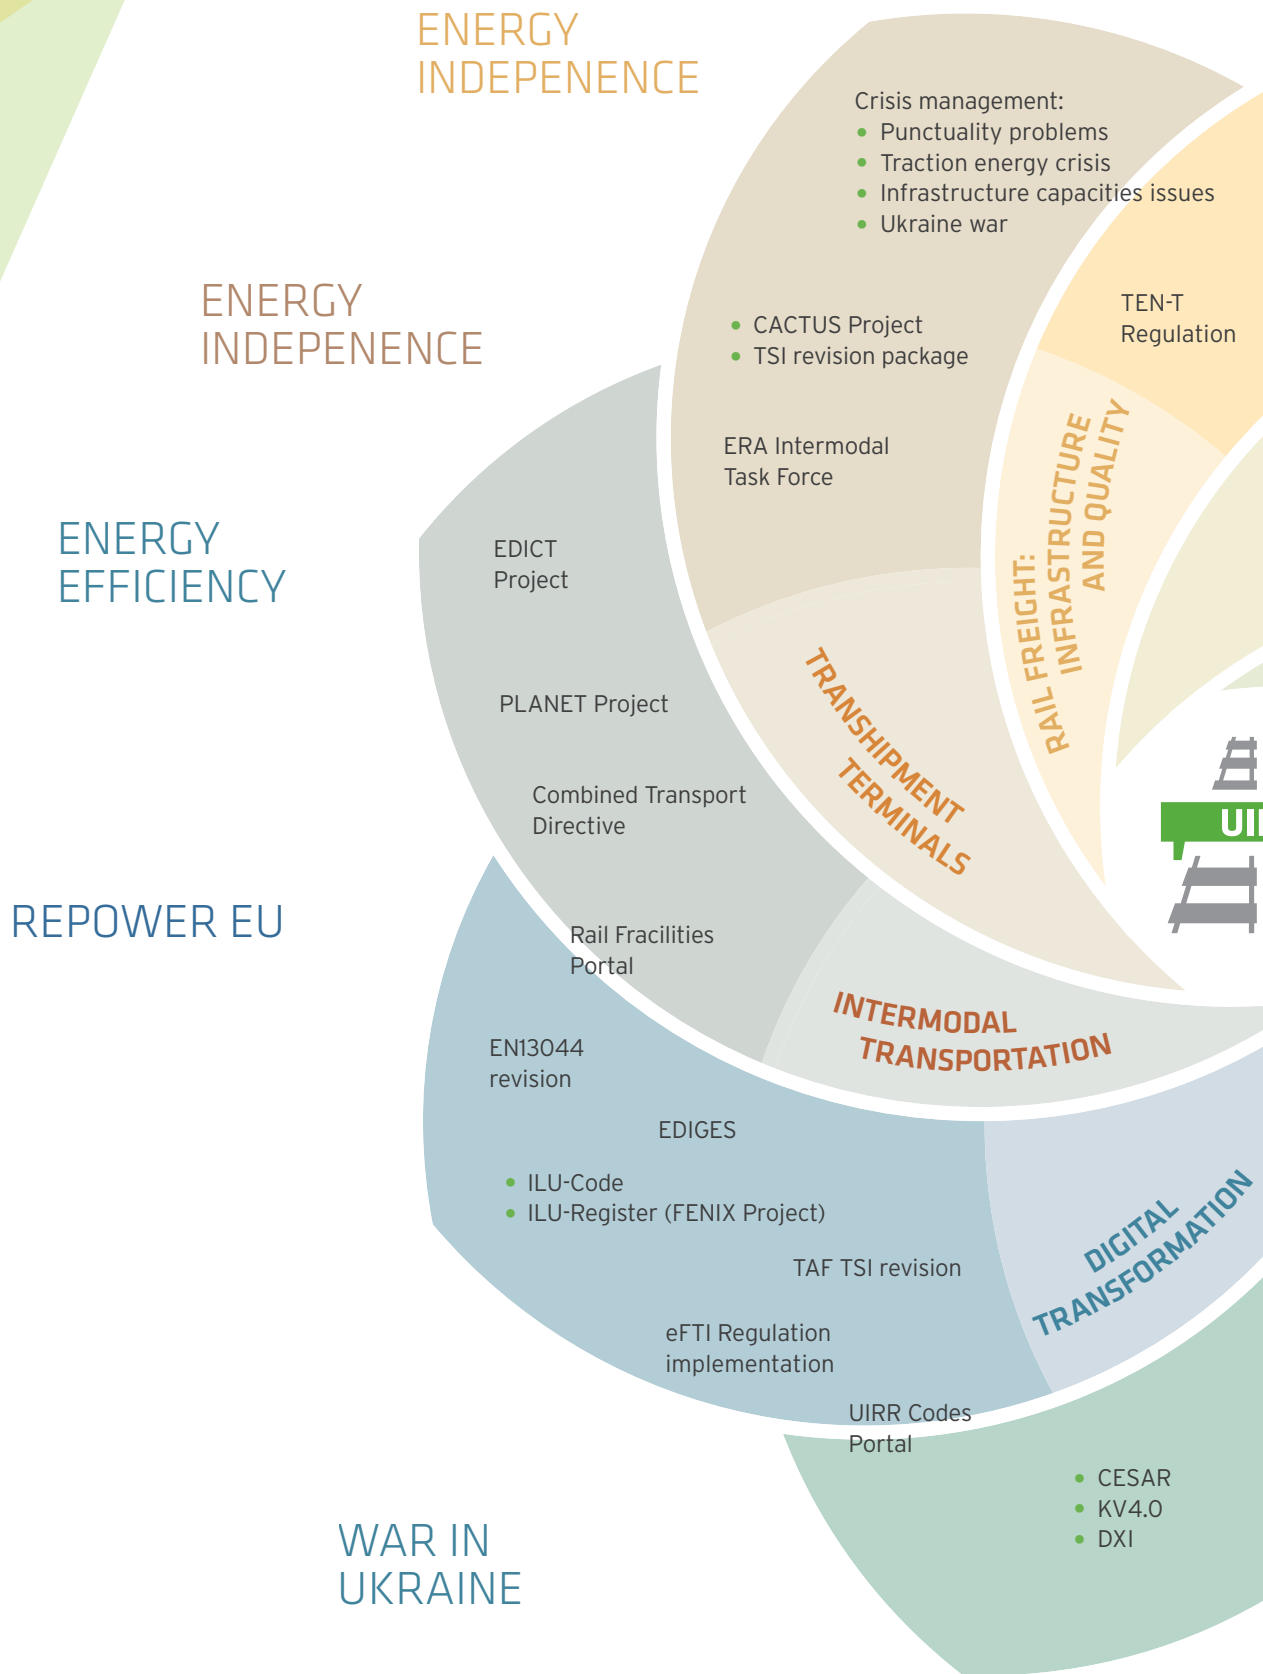 ENERGY
INDEPENENCE
Crisis management:
• Punctuality problems
• Traction energy crisis
• Infrastructure capacities issues
• Ukraine war
TEN-T
Regulation
ENERGY
INDEPENENCE
• CACTUS Project
• TSI revision package
ERA Intermodal
Task Force
RAIL FREIGHT:
INFRASTRUCTURE
AND QUALITY
ENERGY
EFFICIENCY
EDICT
Project
PLANET Project
TRANSHIPMENT
TERMINALS
Combined Transport
Directive
REPOWER EU
Rail Fracilities
Portal
INTERMODAL
TRANSPORTATION
EN13044
revision
EDIGES
• ILU-Code
• ILU-Register (FENIX Project)
TAF TSI revision
DIGITAL
TRANSFORMATION
eFTI Regulation
implementation
UIRR Codes
Portal
• CESAR
• KV4.0
• DXI
WAR IN
UKRAINE